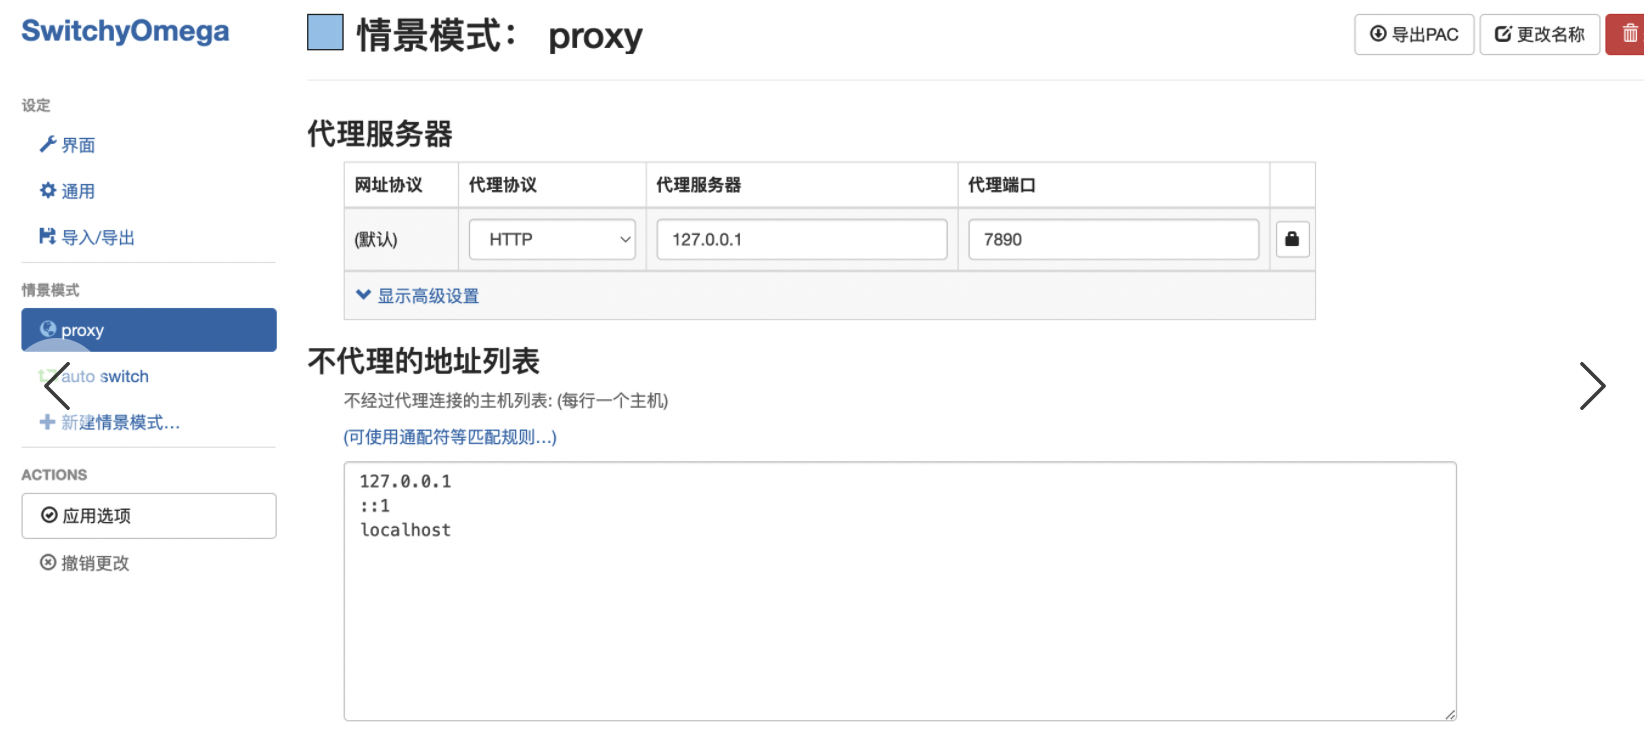 SwitchyOmega
设定
界面
通用
导入/导出
情景模式
proxy
auto switch
新建情景模式...
ACTIONS
应用选项
撤销更改
情景模式： proxy
导出PAC
更改名称
代理服务器
网址协议 代理协议 代理服务器 代理端口
(默认) HTTP 127.0.0.1 7890
显示高级设置
不代理的地址列表
不经过代理连接的主机列表: (每行一个主机)
(可使用通配符等匹配规则...)
127.0.0.1
::1
localhost